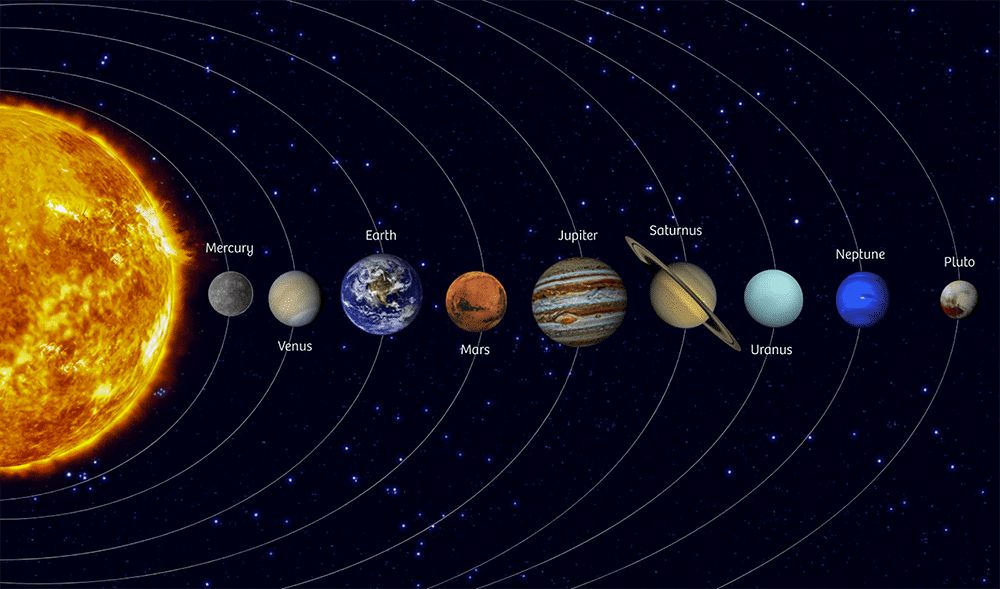 Mercury
Venus
Earth
Mars
Jupiter
Saturnus
Uranus
Neptune
Pluto